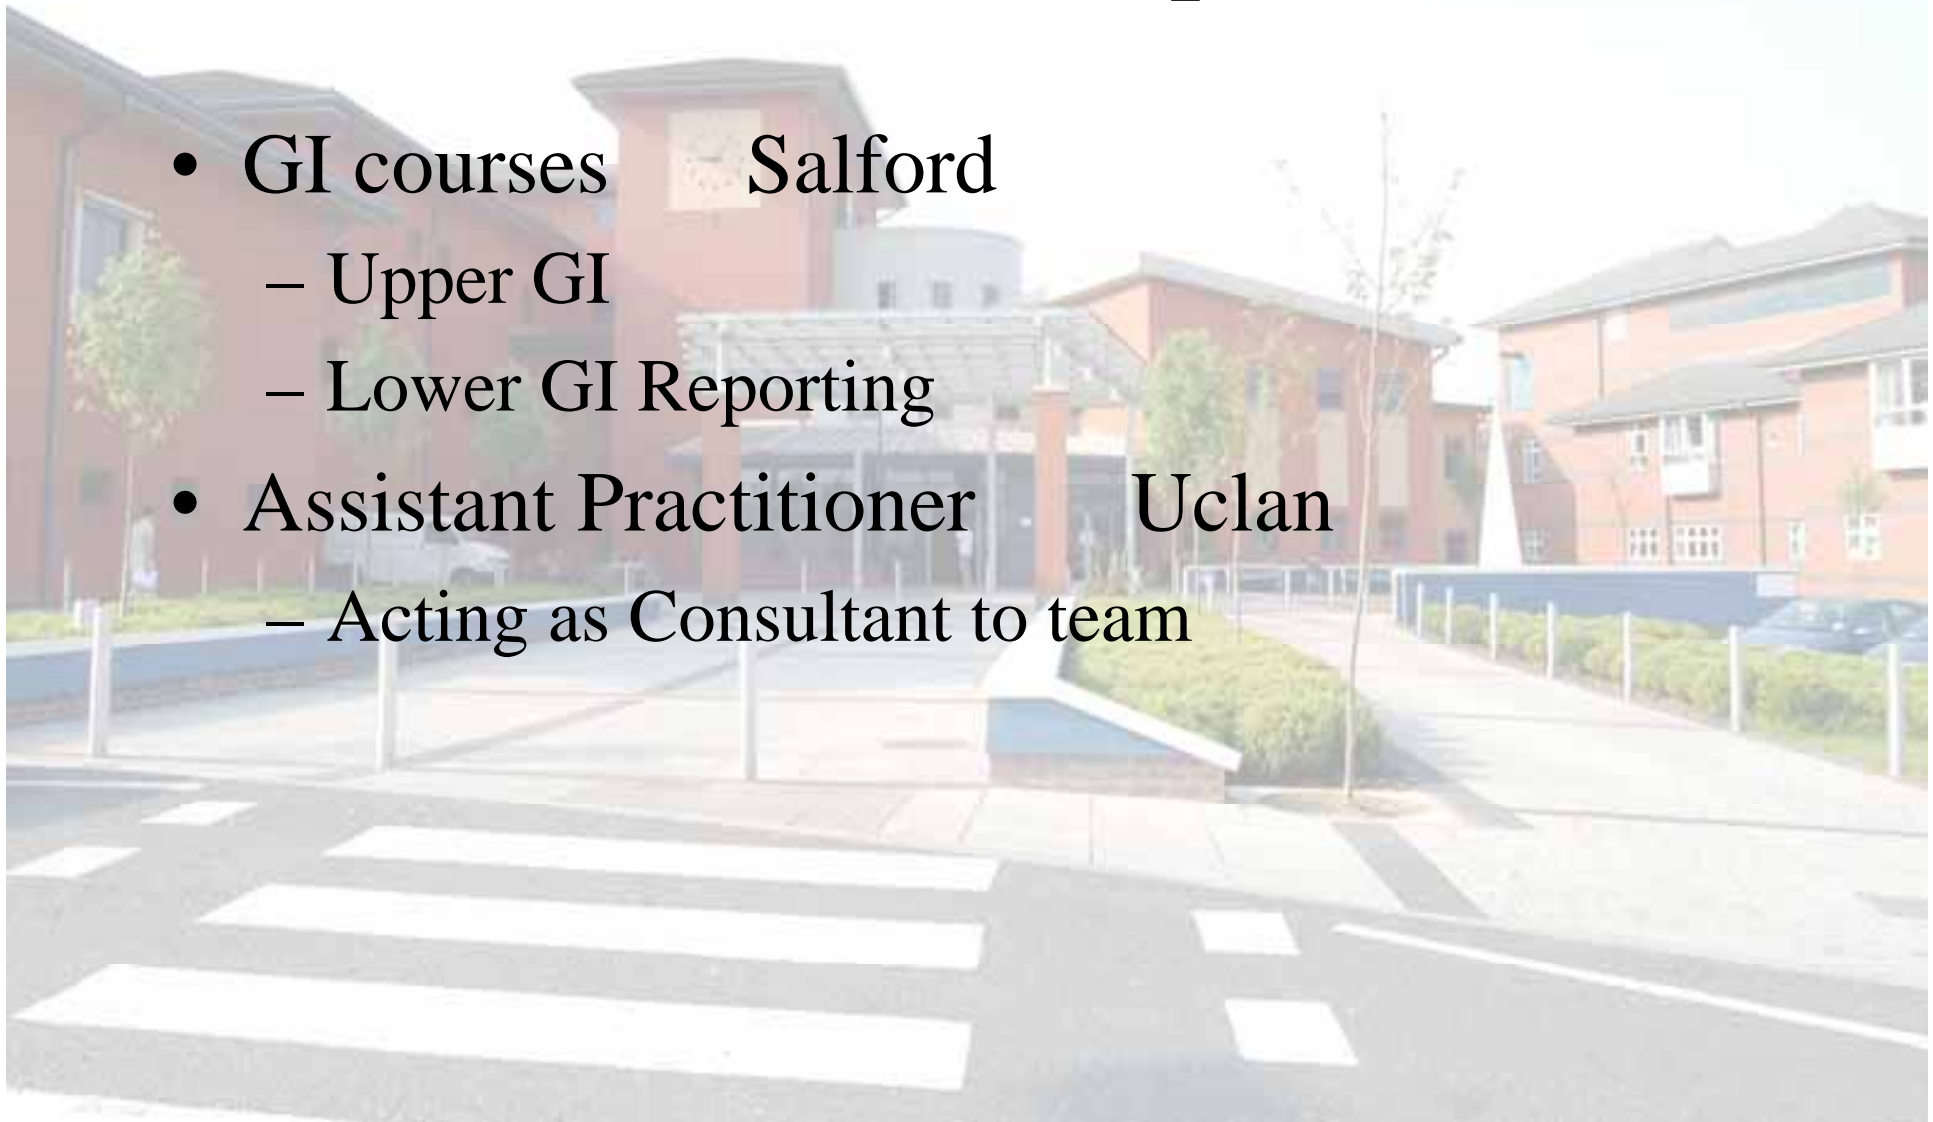 • GI courses Salford
– Upper GI
– Lower GI Reporting
• Assistant Practitioner Uclan
– Acting as Consultant to team